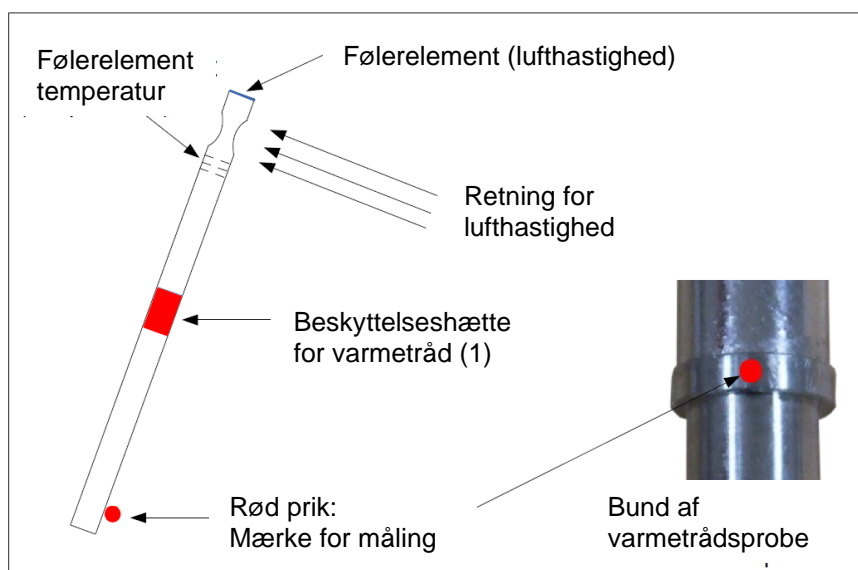 Følerelement
temperatur
Følerelement (lufthastighed)
Retning for
lufthastighed
Beskyttelseshætte
for varmetråd (1)
Rød prik:
Mærke for måling
Bund af
varmetrådsprobe